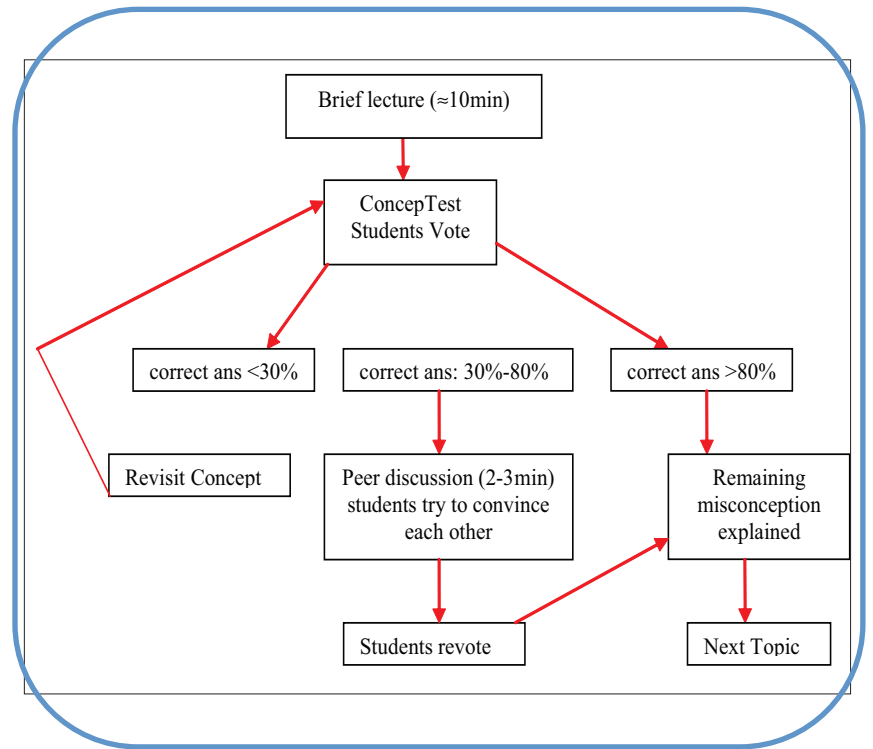 Brief lecture (≈10min)
ConcepTest
Students Vote
correct ans <30%
correct ans: 30%-80%
correct ans >80%
Revisit Concept
Peer discussion (2-3min)
students try to convince
each other
Remaining
misconception
explained
Students revote
Next Topic